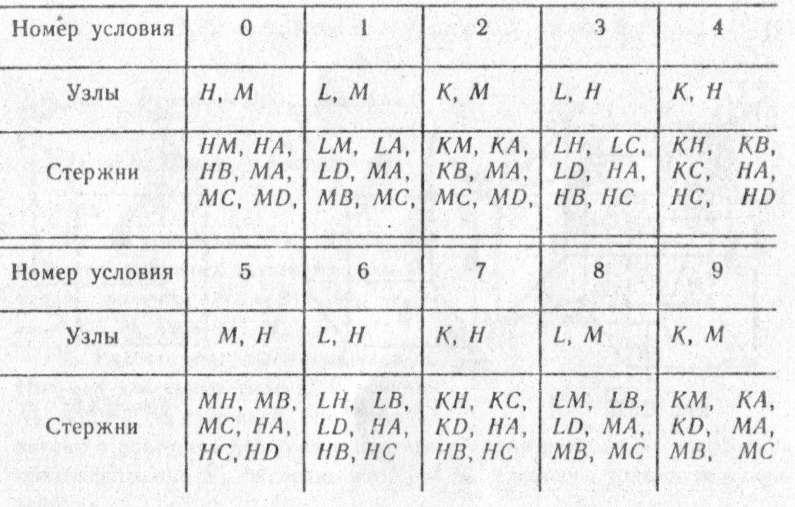 Номер условия 0 1 2 3 4
Узлы H, M L, M K, M L, H K, H
HM, HA, LM, LA, KM, KA, LH, LC, KH, KB,
Стержни HB, MA, LD, MA, KB, MA, LD, HA, KC, HA,
MC, MD, MB, MC, MC, MD, HB, HC HC, HD
Номер условия 5 6 7 8 9
Узлы M, H L, H K, H L, M K, M
MH, MB, LH, LB, KH, KC, LM, LB, KM, KA,
Стержни MC, HA, LD, HA, KD, HA, LD, MA, KD, MA,
HC, HD HB, HC HB, HC MB, MC MB, MC